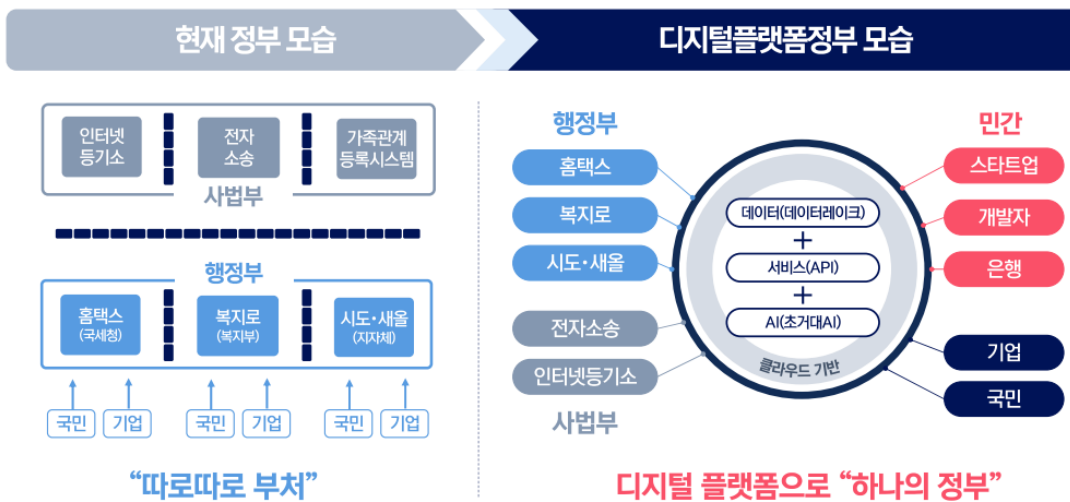 현재 정부 모습
디지털플랫폼정부 모습
인터넷
등기소
전자
소송
가족관계
등록시스템
사법부
행정부
홈택스
(국세청)
복지로
(복지부)
시도·새올
(지자체)
국민
기업
국민
기업
국민
기업
“따로따로 부처”
행정부
홈택스
복지로
시도·새올
전자소송
인터넷등기소
사법부
데이터(데이터레이크)
+
서비스(API)
+
AI(초거대AI)
클라우드 기반
민간
스타트업
개발자
은행
기업
국민
디지털 플랫폼으로 “하나의 정부”